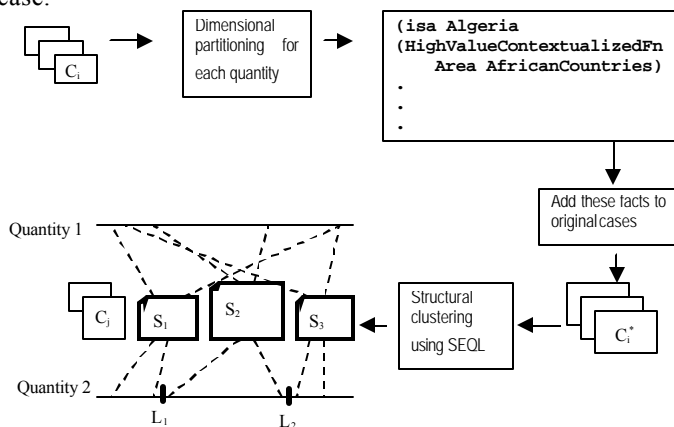 case.
Dimensional
partitioning for
each quantity
(isa Algeria
(HighValueContextualizedFn
Area AfricanCountries)
.
.
.
Ci
Add these facts to
original cases
Quantity 1
Cj
S1
S2
S3
Structural
clustering
using SEQL
Ci*
Quantity 2
L1
L2